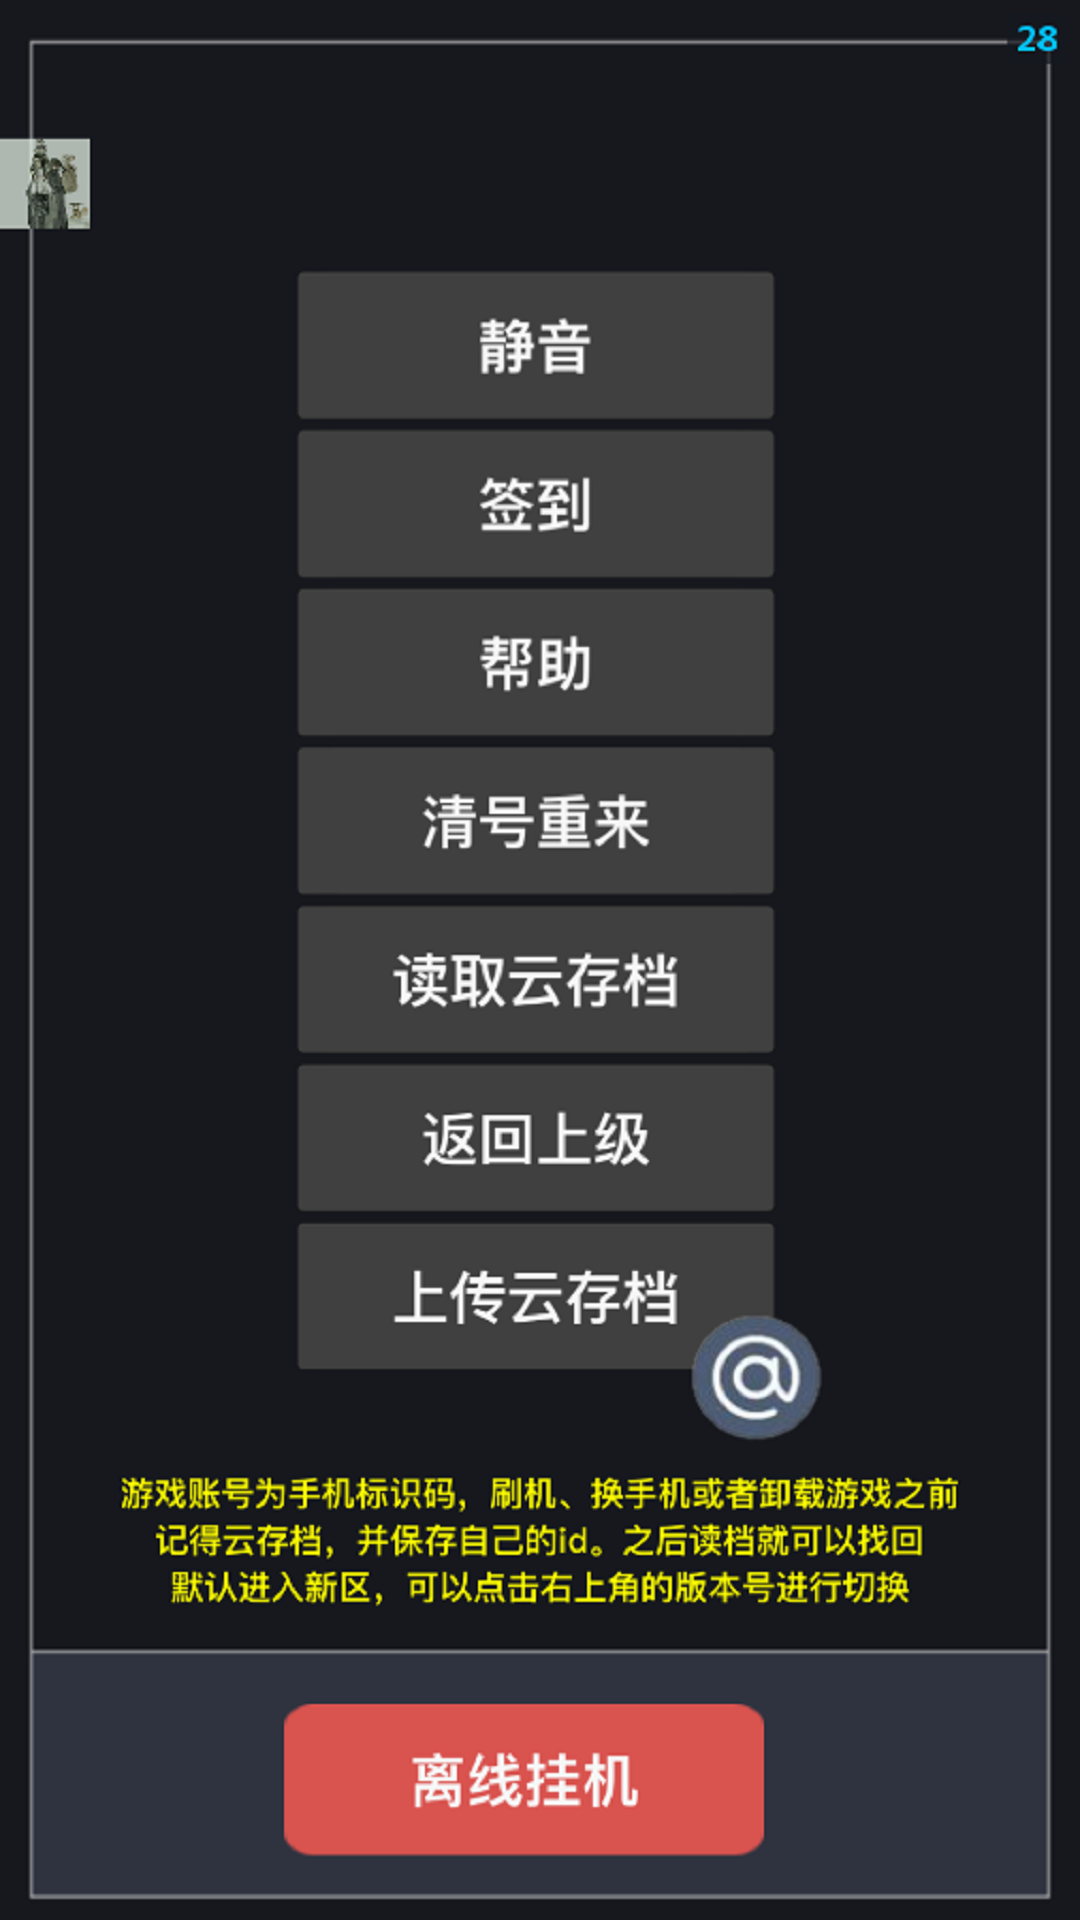 28
静音
签到
帮助
清号重来
读取云存档
返回上级
上传云存档
@
游戏账号为手机标识码，刷机、换手机或者卸载游戏之前
记得云存档，并保存自己的id。之后读档就可以找回
默认进入新区，可以点击右上角的版本号进行切换
离线挂机